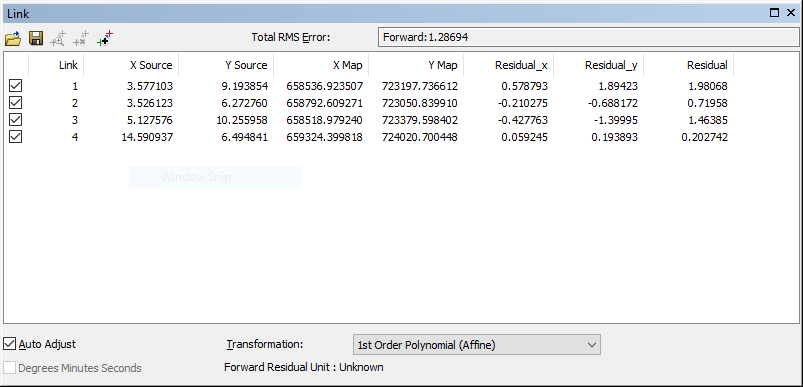 Link
Total RMS Error: Forward:1.28694
Link X Source Y Source X Map Y Map Residual_x Residual_y Residual
1 3.577103 9.193854 658536.923507 723197.736612 0.578793 1.89423 1.98068
2 3.526123 6.272760 658792.609271 723050.839910 -0.210275 -0.688172 0.71958
3 5.127576 10.255958 658518.979240 723379.598402 -0.427763 -1.39995 1.46385
4 14.590937 6.494841 659324.399818 724020.700448 0.059245 0.193893 0.202742
Window Snip
Auto Adjust Transformation: 1st Order Polynomial (Affine)
Degrees Minutes Seconds Forward Residual Unit : Unknown